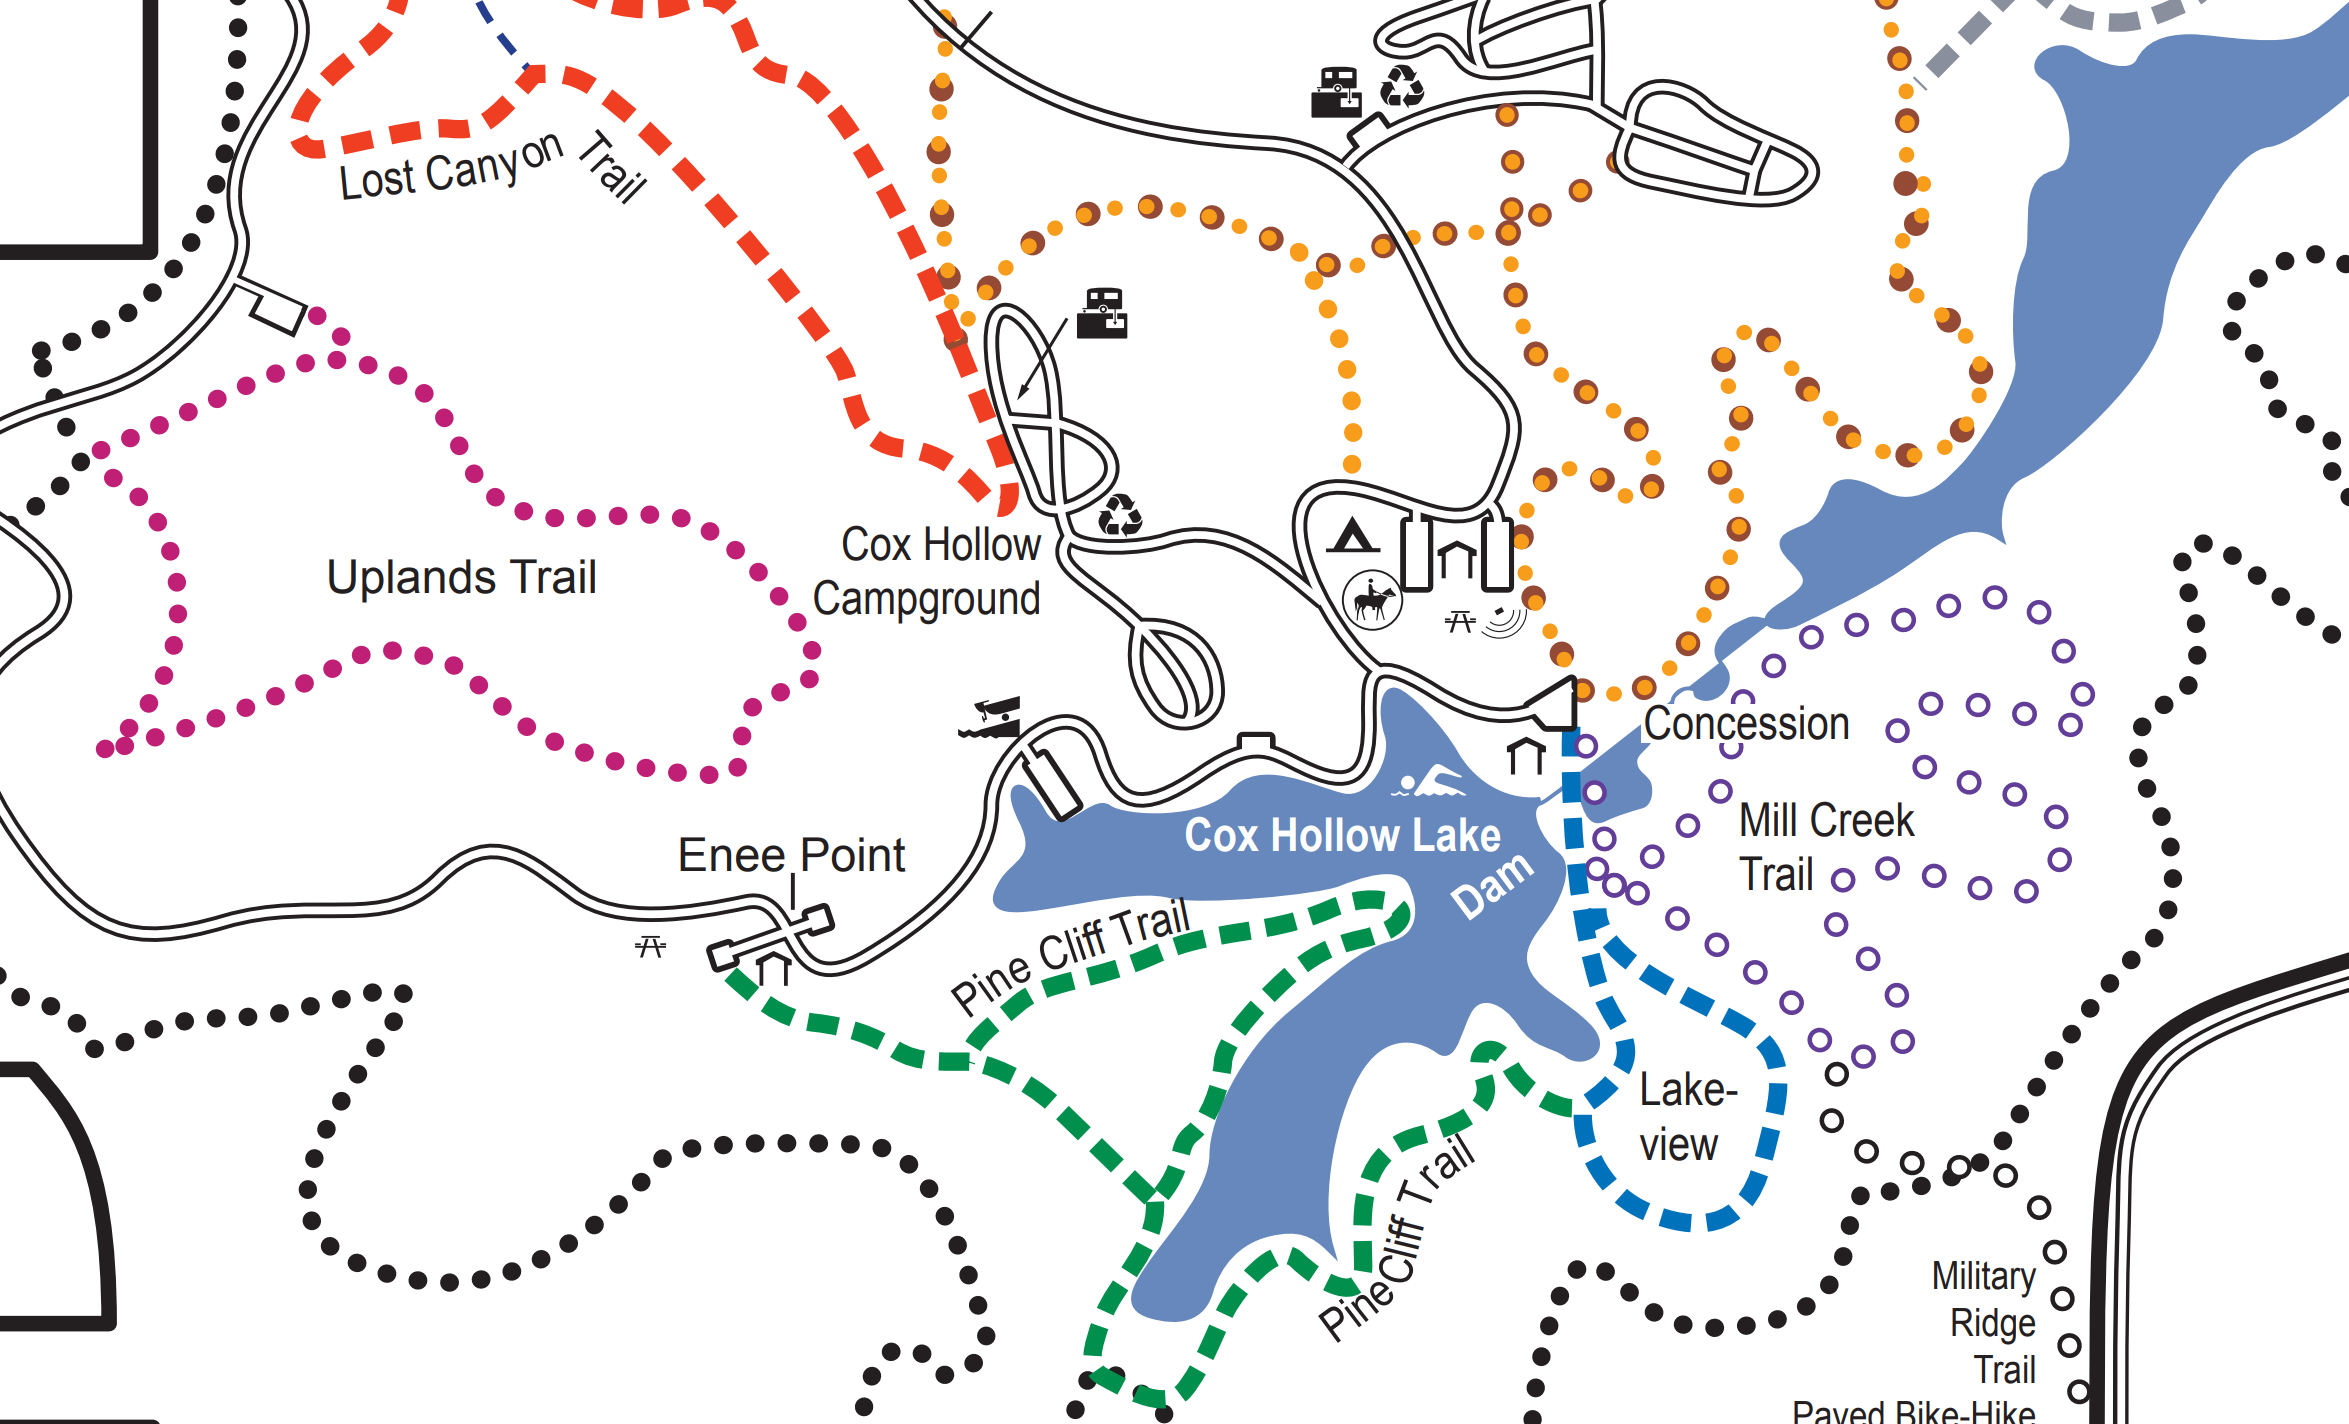 Lost Canyon Trail
Uplands Trail
Cox Hollow
Campground
Concession
Cox Hollow Lake
Mill Creek
Trail
Enee Point
Dam
Pine Cliff Trail
Lake-
view
Pine Cliff Trail
Military
Ridge
Trail
Paved Bike-Hike